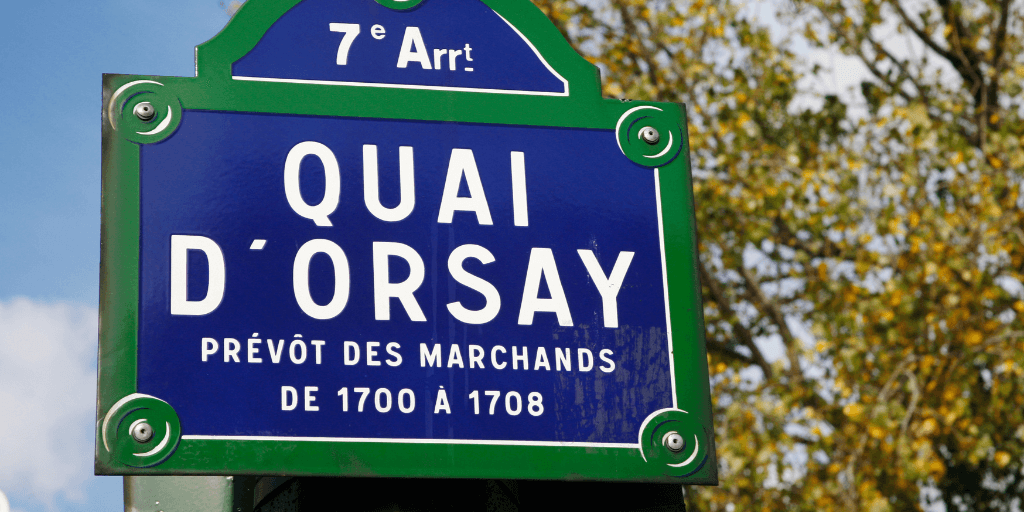 7e Arrt
QUAI
D'ORSAY
PRÉVÔT DES MARCHANDS
DE 1700 À 1708